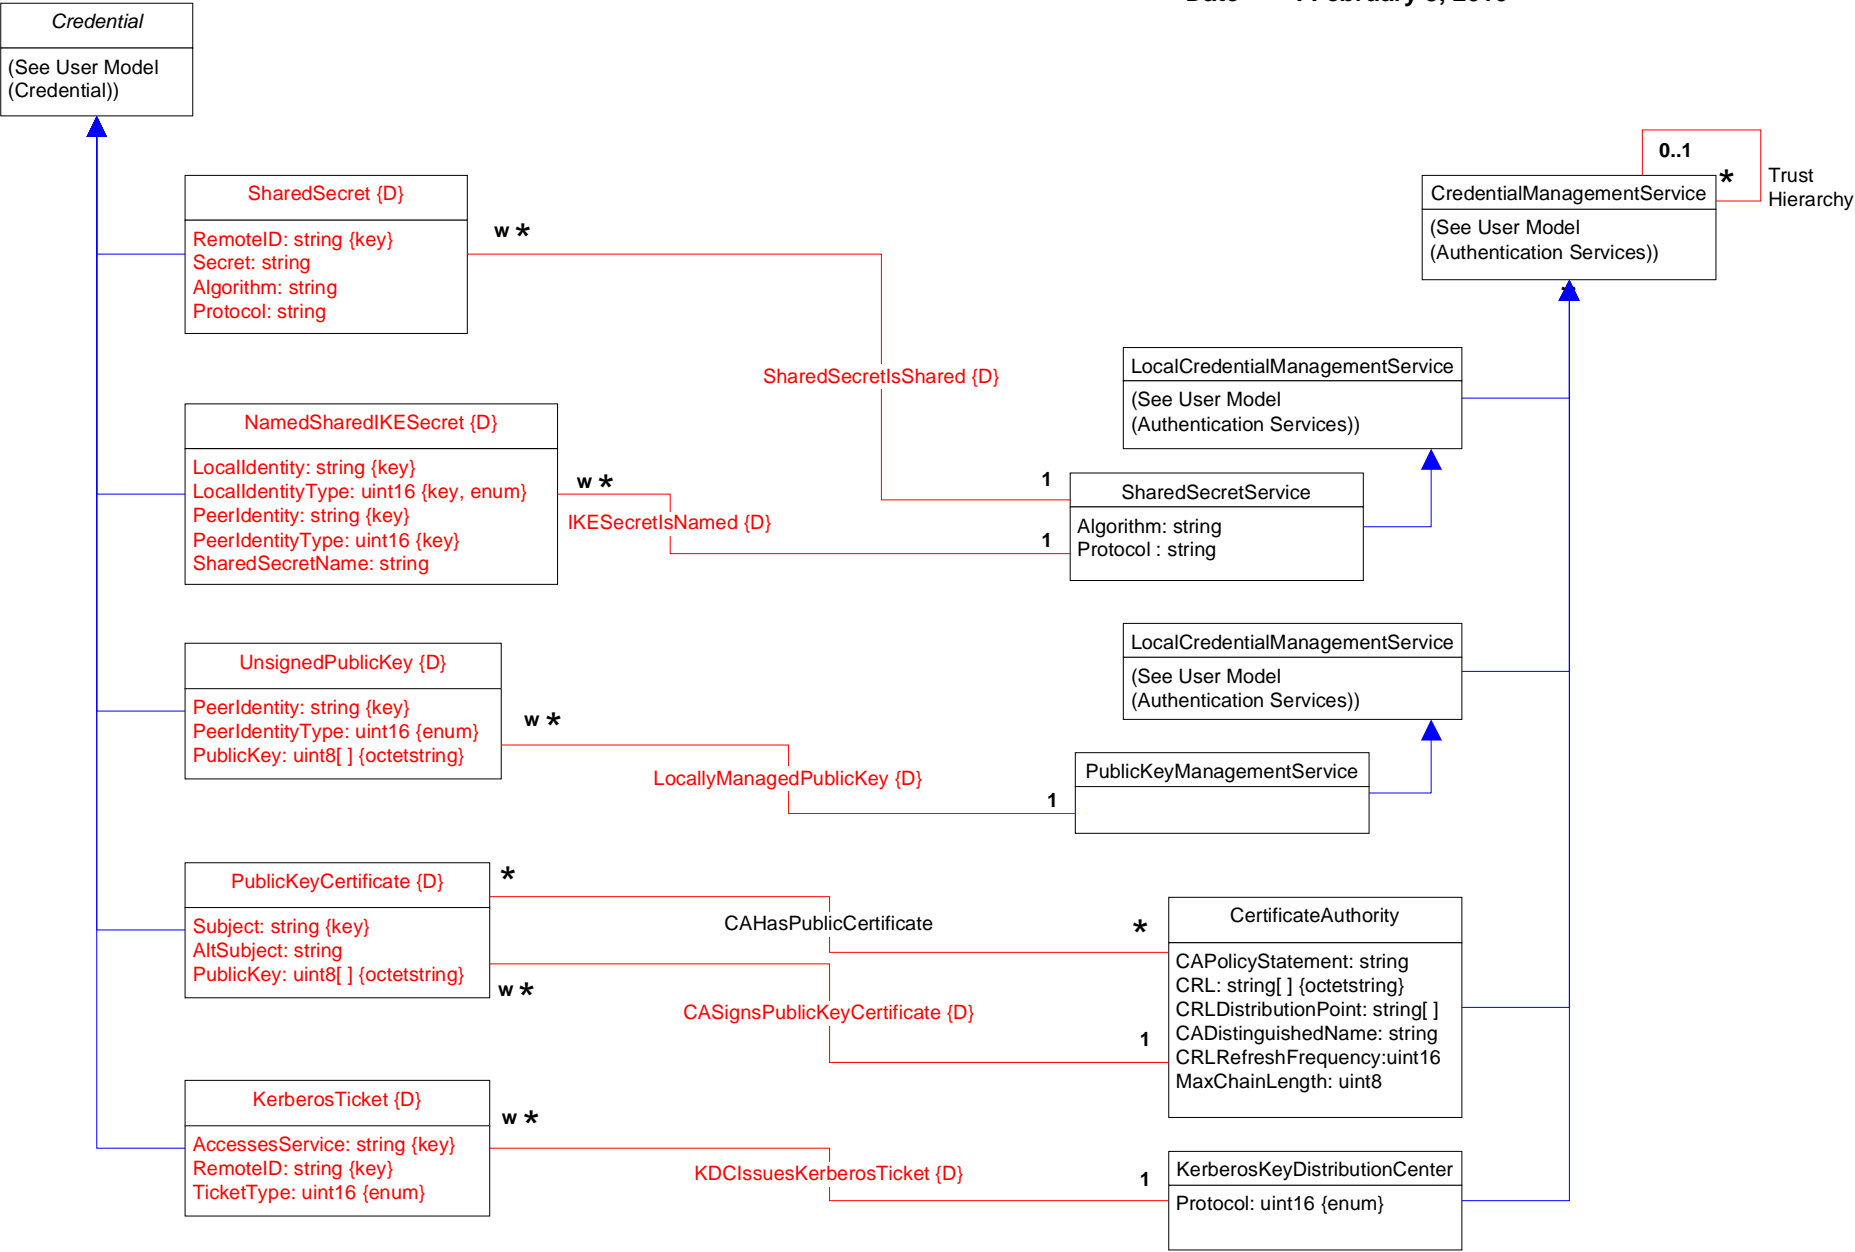 Credential
(See User Model
(Credential))
0..1
*
Trust
Hierarchy
CredentialManagementService
(See User Model
(Authentication Services))
SharedSecret {D}
RemoteID: string {key}
Secret: string
Algorithm: string
Protocol: string
w *
SharedSecretIsShared {D}
LocalCredentialManagementService
(See User Model
(Authentication Services))
NamedSharedIKESecret {D}
LocalIdentity: string {key}
LocalIdentityType: uint16 {key, enum}
PeerIdentity: string {key}
PeerIdentityType: uint16 {key}
SharedSecretName: string
w *
IKESecretIsNamed {D}
1
1
SharedSecretService
Algorithm: string
Protocol : string
LocalCredentialManagementService
(See User Model
(Authentication Services))
UnsignedPublicKey {D}
PeerIdentity: string {key}
PeerIdentityType: uint16 {enum}
PublicKey: uint8[ ] {octetstring}
w *
LocallyManagedPublicKey {D}
1
PublicKeyManagementService
PublicKeyCertificate {D}
Subject: string {key}
AltSubject: string
PublicKey: uint8[ ] {octetstring}
*
CAHasPublicCertificate
*
w *
CASignsPublicKeyCertificate {D}
1
CertificateAuthority
CAPolicyStatement: string
CRL: string[ ] {octetstring}
CRLDistributionPoint: string[ ]
CADistinguishedName: string
CRLRefreshFrequency:uint16
MaxChainLength: uint8
KerberosTicket {D}
AccessesService: string {key}
RemoteID: string {key}
TicketType: uint16 {enum}
w *
KDCIssuesKerberosTicket {D}
1
KerberosKeyDistributionCenter
Protocol: uint16 {enum}